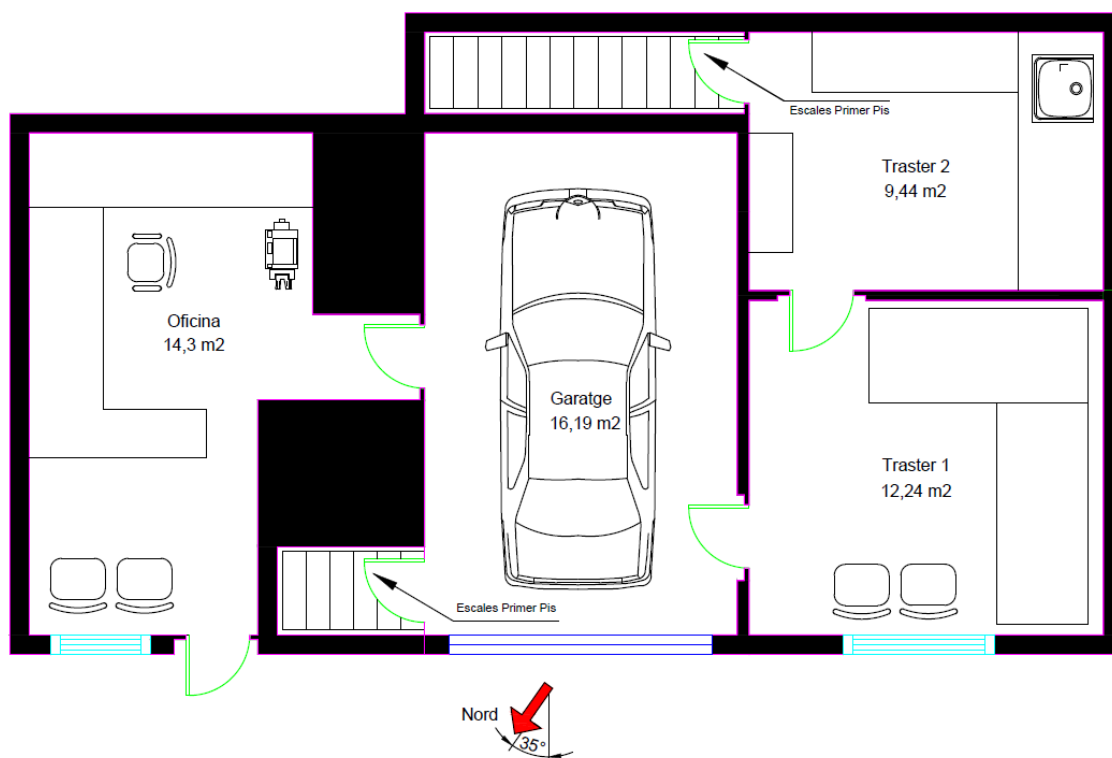 Escales Primer Pis
Traster 2
9,44 m2
Oficina
14,3 m2
Garatge
16,19 m2
Traster 1
12,24 m2
Escales Primer Pis
Nord
35°